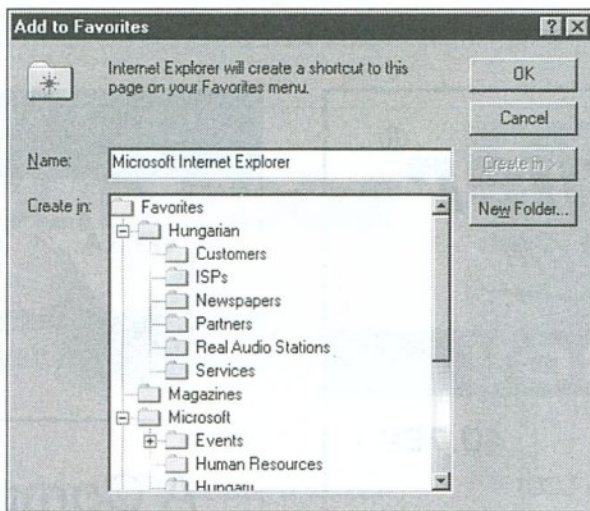 Add to Favorites
Internet Explorer will create a shortcut to this
page on your Favorites menu.
OK
Cancel
Name:
Microsoft Internet Explorer
Create in >>
Create in:
New Folder...
Favorites
Hungarian
Customers
ISPs
Newspapers
Partners
Real Audio Stations
Services
Magazines
Microsoft
Events
Human Resources
Hungary